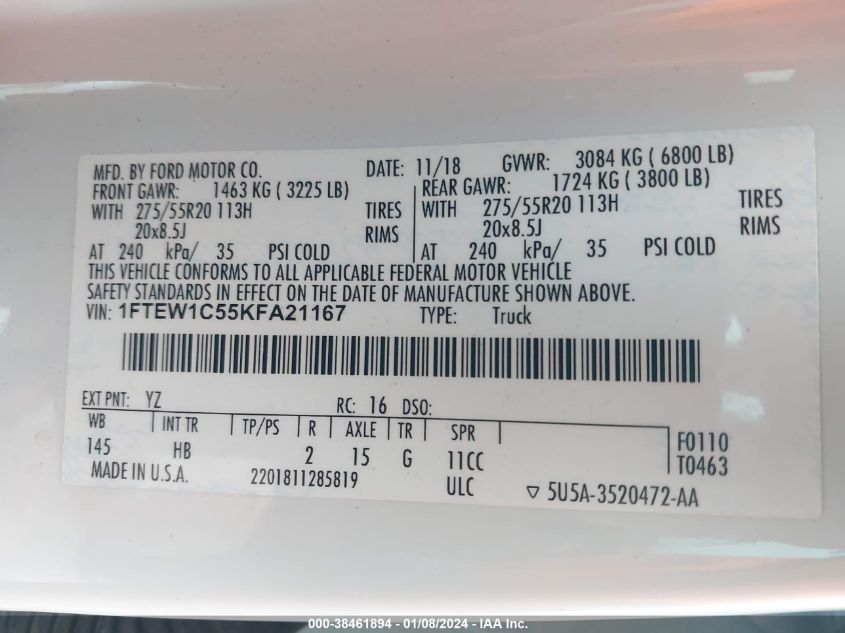 MFD. BY FORD MOTOR CO. DATE: 11/18 GVWR: 3084 KG ( 6800 LB)
FRONT GAWR: 1463 KG ( 3225 LB) REAR GAWR: 1724 KG ( 3800 LB)
WITH 275/55R20 113H TIRES WITH 275/55R20 113H TIRES
20x8.5J RIMS 20x8.5J RIMS
AT 240 kPa/ 35 PSI COLD AT 240 kPa/ 35 PSI COLD
THIS VEHICLE CONFORMS TO ALL APPLICABLE FEDERAL MOTOR VEHICLE
SAFETY STANDARDS IN EFFECT ON THE DATE OF MANUFACTURE SHOWN ABOVE.
VIN: 1FTEW1C55KFA21167 TYPE: Truck
EXT PNT: YZ RC: 16 DSO:
WB INT TR TP/PS R AXLE TR SPR F0110
145 HB 2 15 G 11CC T0463
MADE IN U.S.A. 2201811285819 ULC ▽ 5U5A-3520472-AA
000-38461894 - 01/08/2024 - IAA Inc.